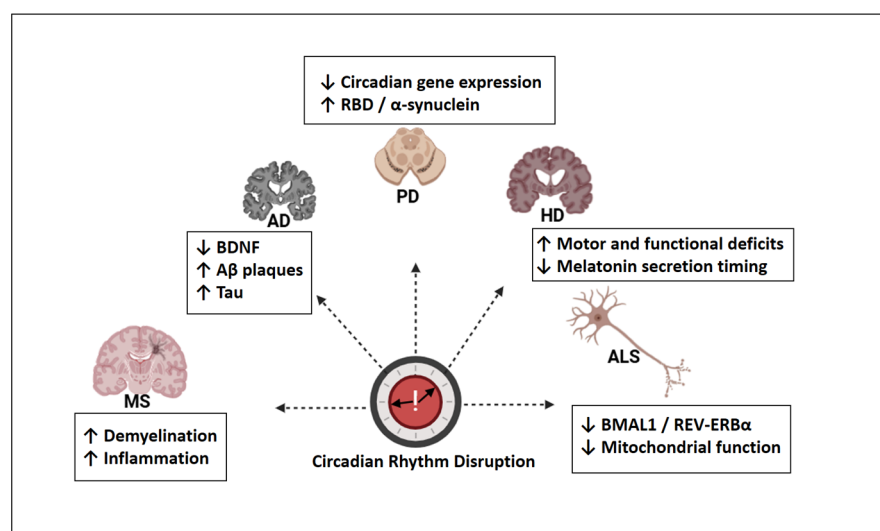 ↓ Circadian gene expression
↑ RBD / α-synuclein
PD
AD
HD
↓ BDNF
↑ Aβ plaques
↑ Tau
↑ Motor and functional deficits
↓ Melatonin secretion timing
MS
ALS
↑ Demyelination
↑ Inflammation
!
Circadian Rhythm Disruption
↓ BMAL1 / REV-ERBα
↓ Mitochondrial function